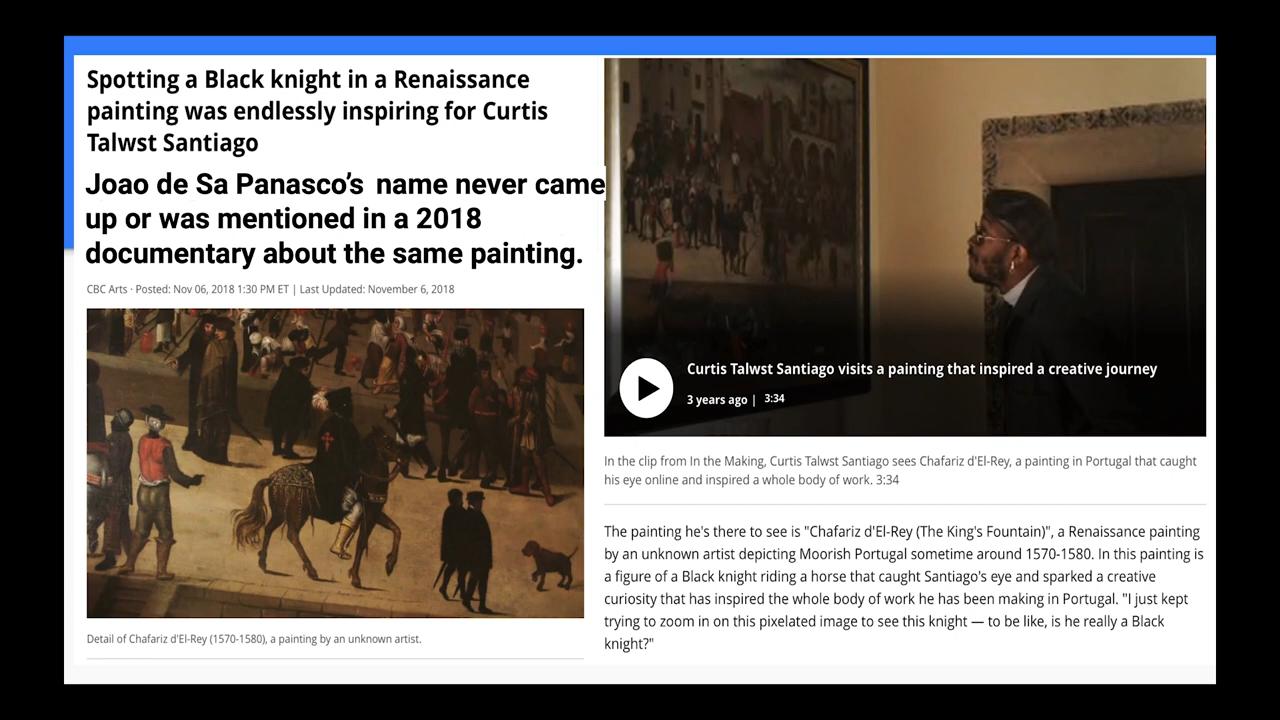 Spotting a Black knight in a Renaissance
painting was endlessly inspiring for Curtis
Talwst Santiago
Joao de Sa Panasco's name never came
up or was mentioned in a 2018
documentary about the same painting.
CBC Arts · Posted: Nov 06, 2018 1:30 PM ET | Last Updated: November 6, 2018
Detail of Chafariz d'El-Rey (1570-1580), a painting by an unknown artist.
Curtis Talwst Santiago visits a painting that inspired a creative journey
3 years ago | 3:34
In the clip from In the Making, Curtis Talwst Santiago sees Chafariz d'El-Rey, a painting in Portugal that caught
his eye online and inspired a whole body of work. 3:34
The painting he's there to see is "Chafariz d'El-Rey (The King's Fountain)", a Renaissance painting
by an unknown artist depicting Moorish Portugal sometime around 1570-1580. In this painting is
a figure of a Black knight riding a horse that caught Santiago's eye and sparked a creative
curiosity that has inspired the whole body of work he has been making in Portugal. "I just kept
trying to zoom in on this pixelated image to see this knight — to be like, is he really a Black
knight?"